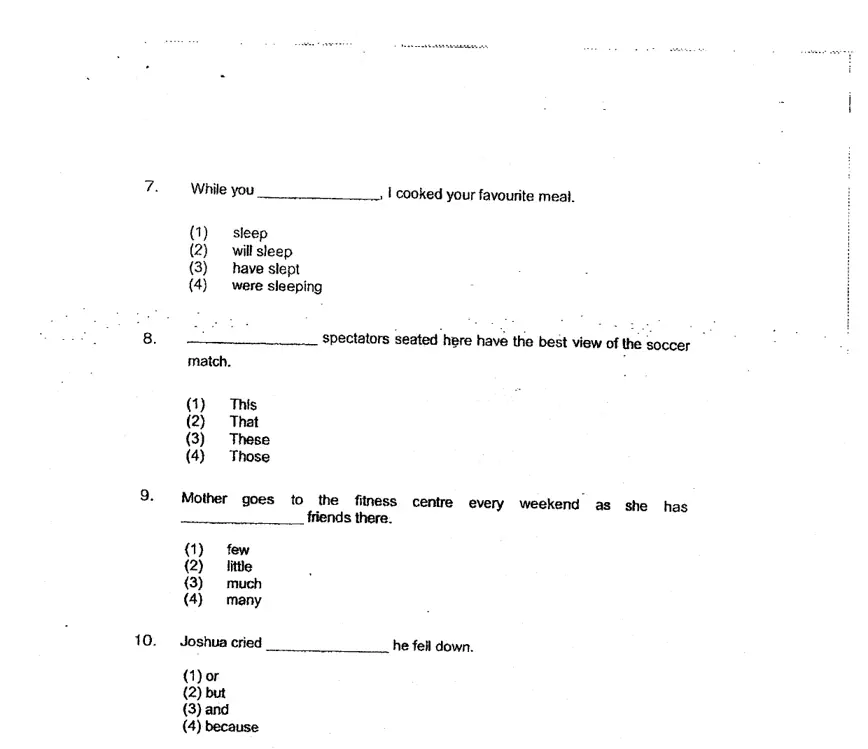 7. While you ______________, I cooked your favourite meal.
(1) sleep
(2) will sleep
(3) have slept
(4) were sleeping
8. ______________ spectators seated here have the best view of the soccer
match.
(1) This
(2) That
(3) These
(4) Those
9. Mother goes to the fitness centre every weekend as she has
______________ friends there.
(1) few
(2) little
(3) much
(4) many
10. Joshua cried ______________ he fell down.
(1) or
(2) but
(3) and
(4) because